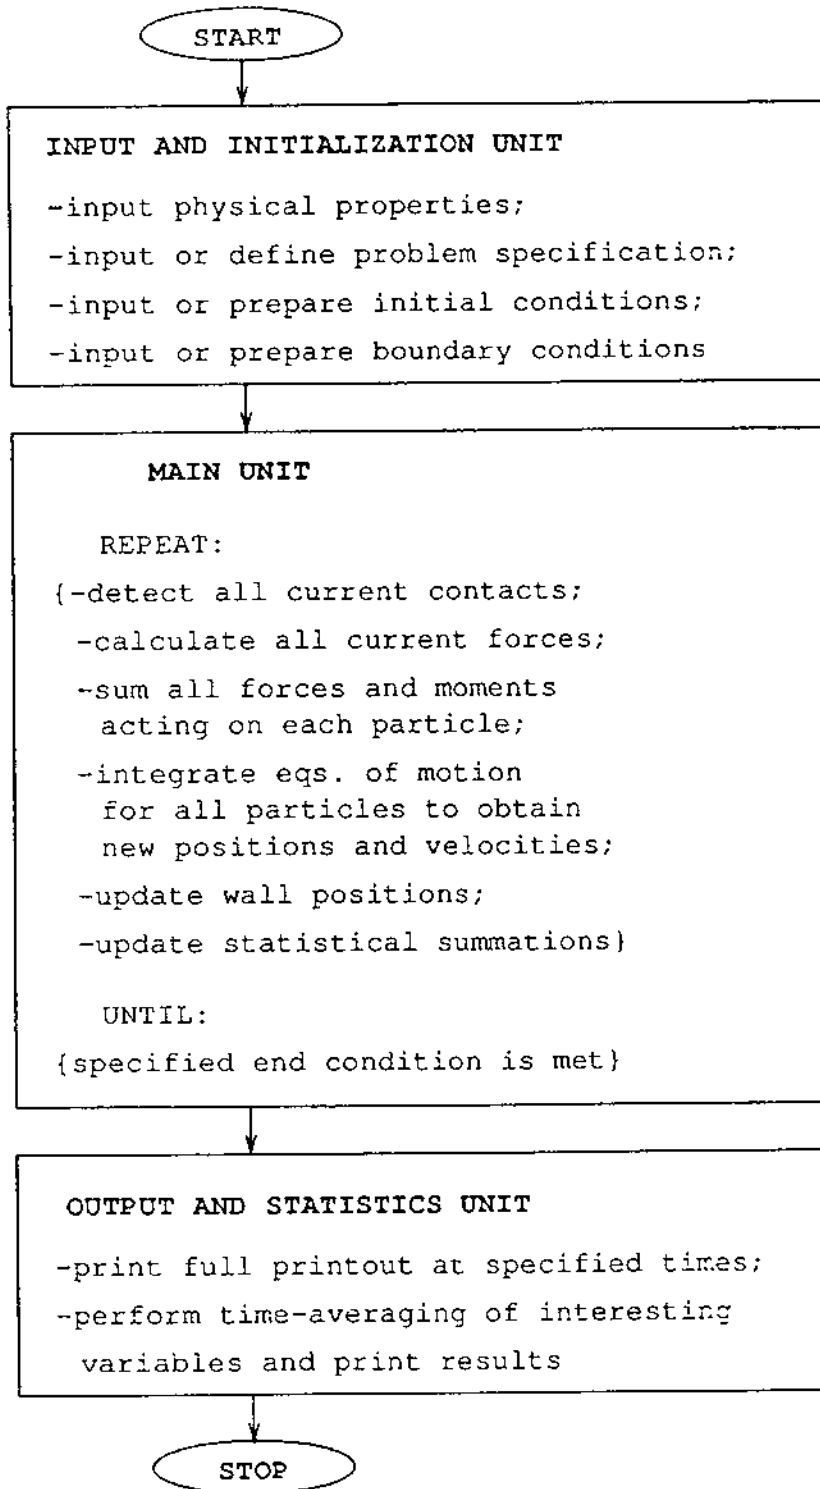 START
INPUT AND INITIALIZATION UNIT
-input physical properties;
-input or define problem specification;
-input or prepare initial conditions;
-input or prepare boundary conditions
MAIN UNIT
REPEAT:
{-detect all current contacts;
-calculate all current forces;
-sum all forces and moments
acting on each particle;
-integrate eqs. of motion
for all particles to obtain
new positions and velocities;
-update wall positions;
-update statistical summations}
UNTIL:
{specified end condition is met}
OUTPUT AND STATISTICS UNIT
-print full printout at specified times;
-perform time-averaging of interesting
variables and print results
STOP